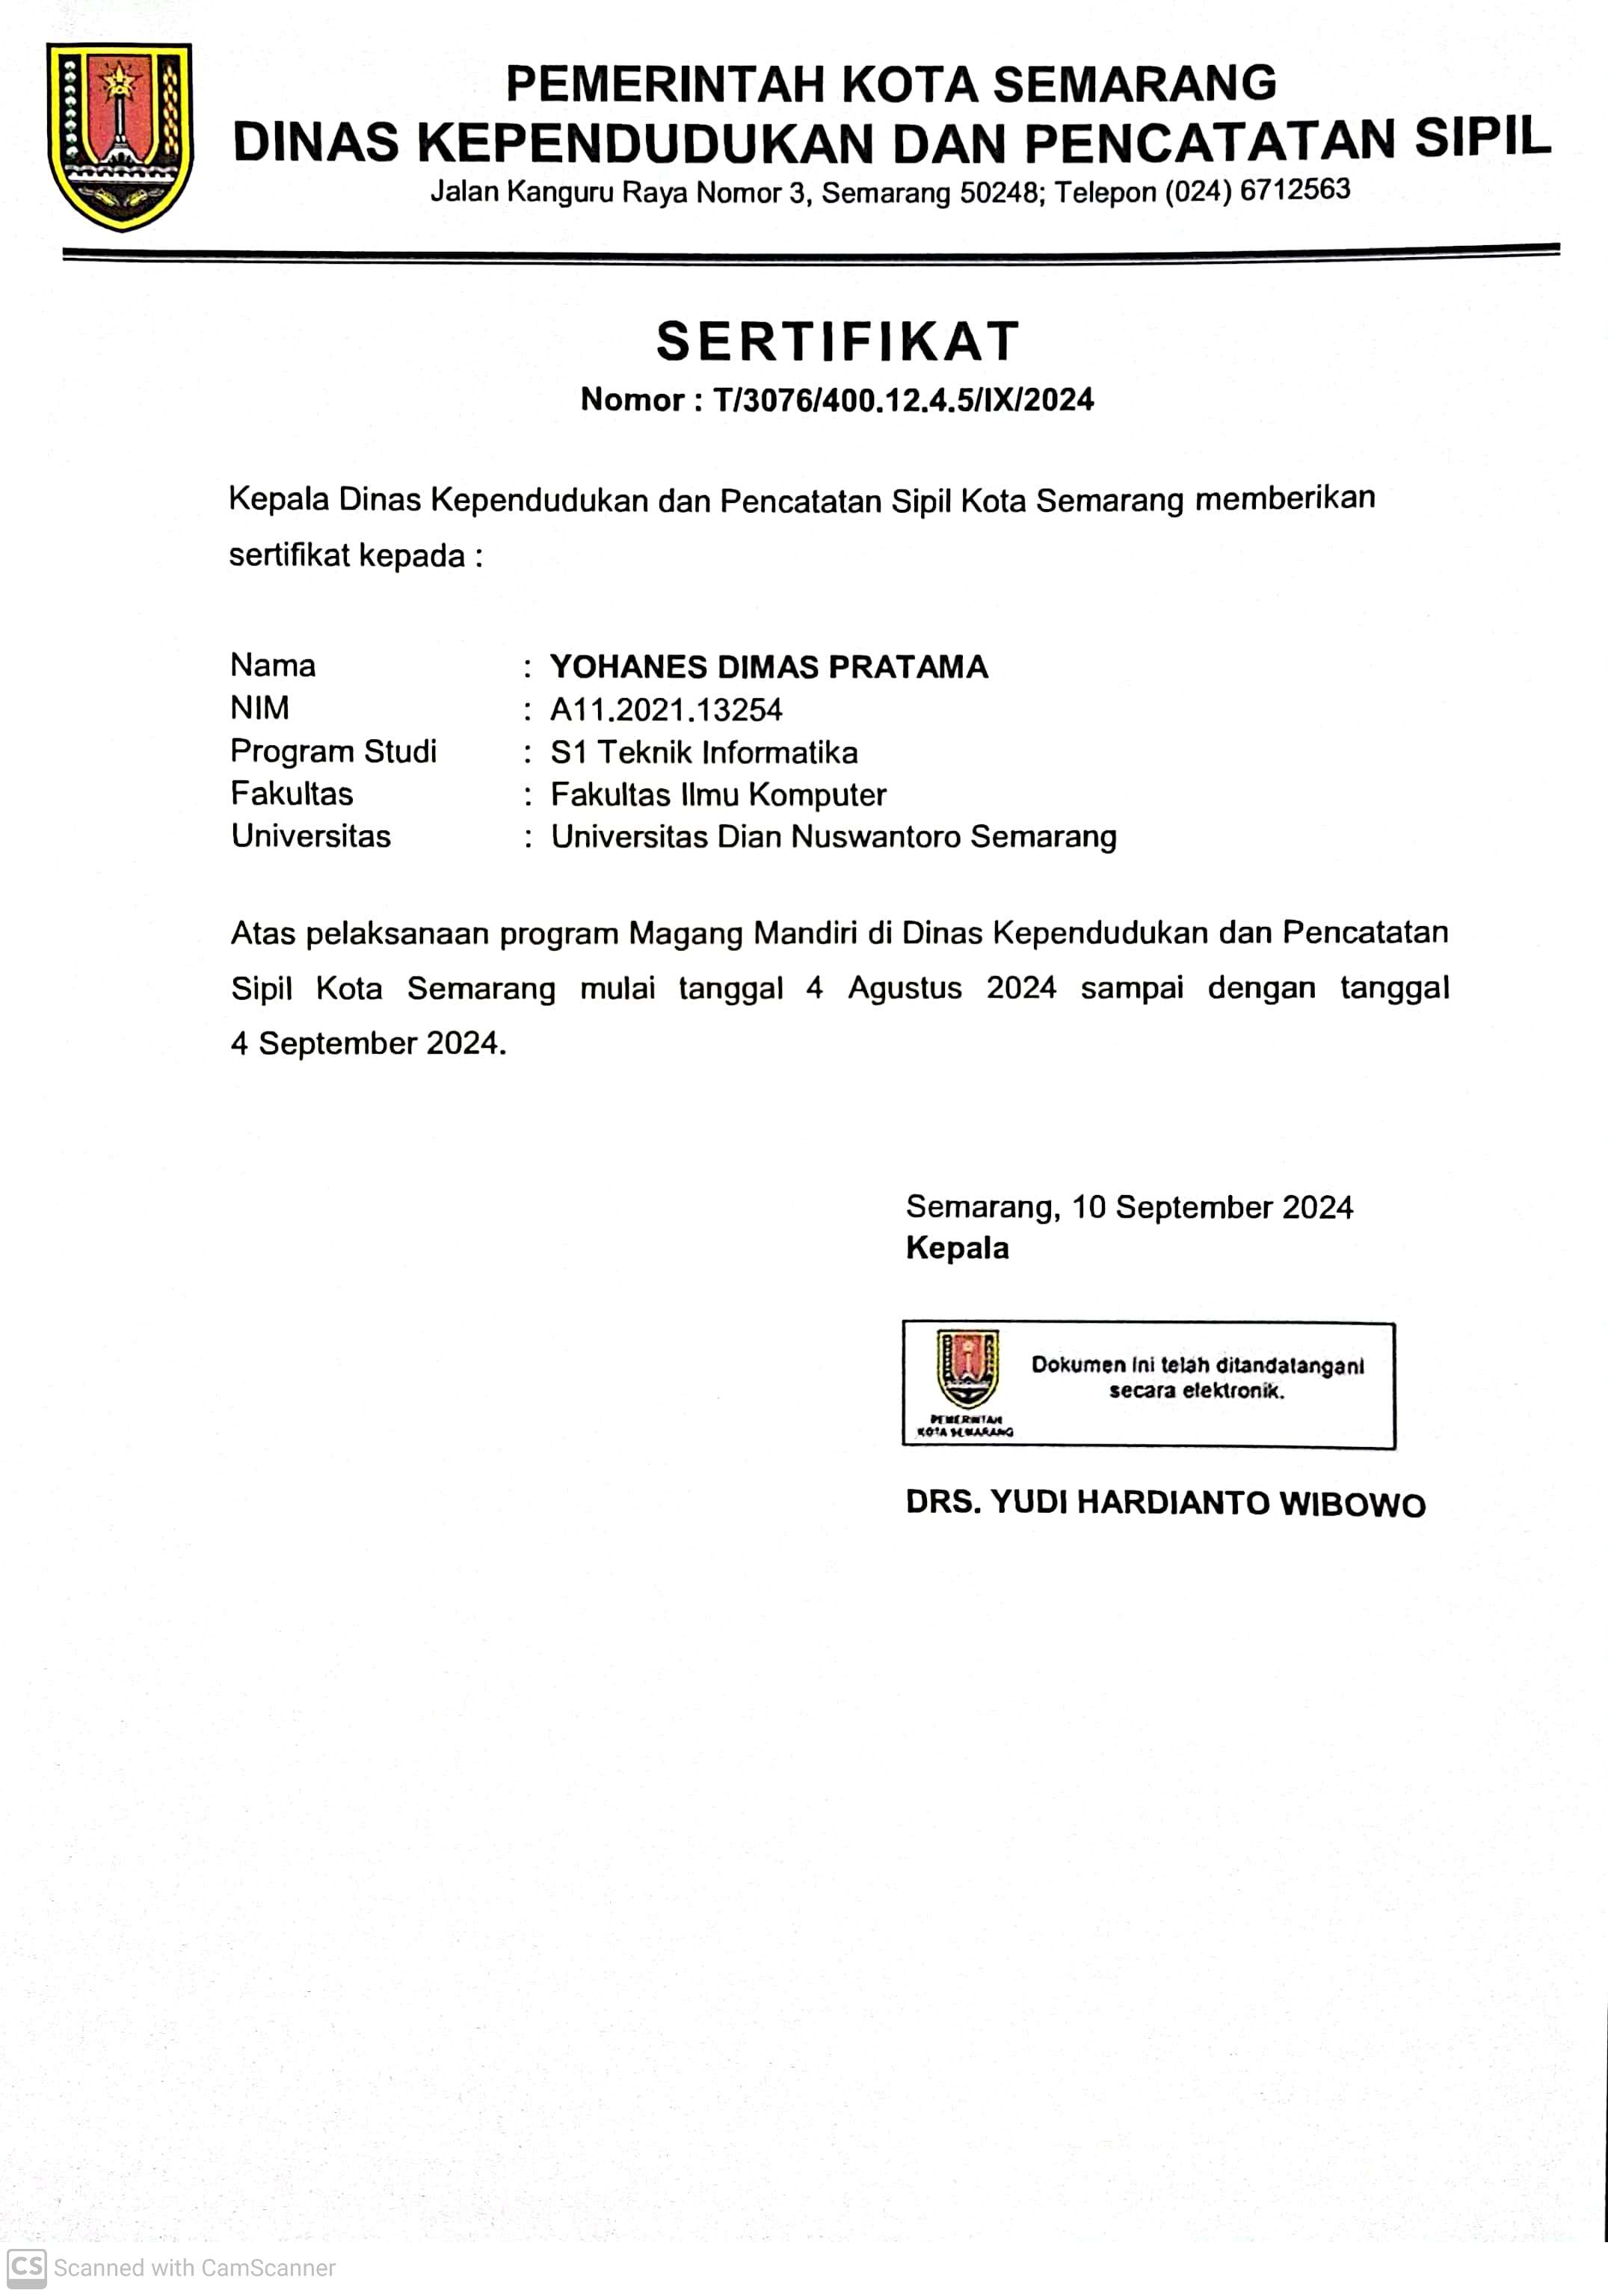 PEMERINTAH KOTA SEMARANG
DINAS KEPENDUDUKAN DAN PENCATATAN SIPIL
Jalan Kanguru Raya Nomor 3, Semarang 50248; Telepon (024) 6712563
SERTIFIKAT
Nomor : T/3076/400.12.4.5/IX/2024
Kepala Dinas Kependudukan dan Pencatatan Sipil Kota Semarang memberikan
sertifikat kepada :
Nama : YOHANES DIMAS PRATAMA
NIM : A11.2021.13254
Program Studi : S1 Teknik Informatika
Fakultas : Fakultas Ilmu Komputer
Universitas : Universitas Dian Nuswantoro Semarang
Atas pelaksanaan program Magang Mandiri di Dinas Kependudukan dan Pencatatan
Sipil Kota Semarang mulai tanggal 4 Agustus 2024 sampai dengan tanggal
4 September 2024.
Semarang, 10 September 2024
Kepala
Dokumen ini telah ditandatangani
secara elektronik.
PEMERINTAH
KOTA SEMARANG
DRS. YUDI HARDIANTO WIBOWO
CS Scanned with CamScanner